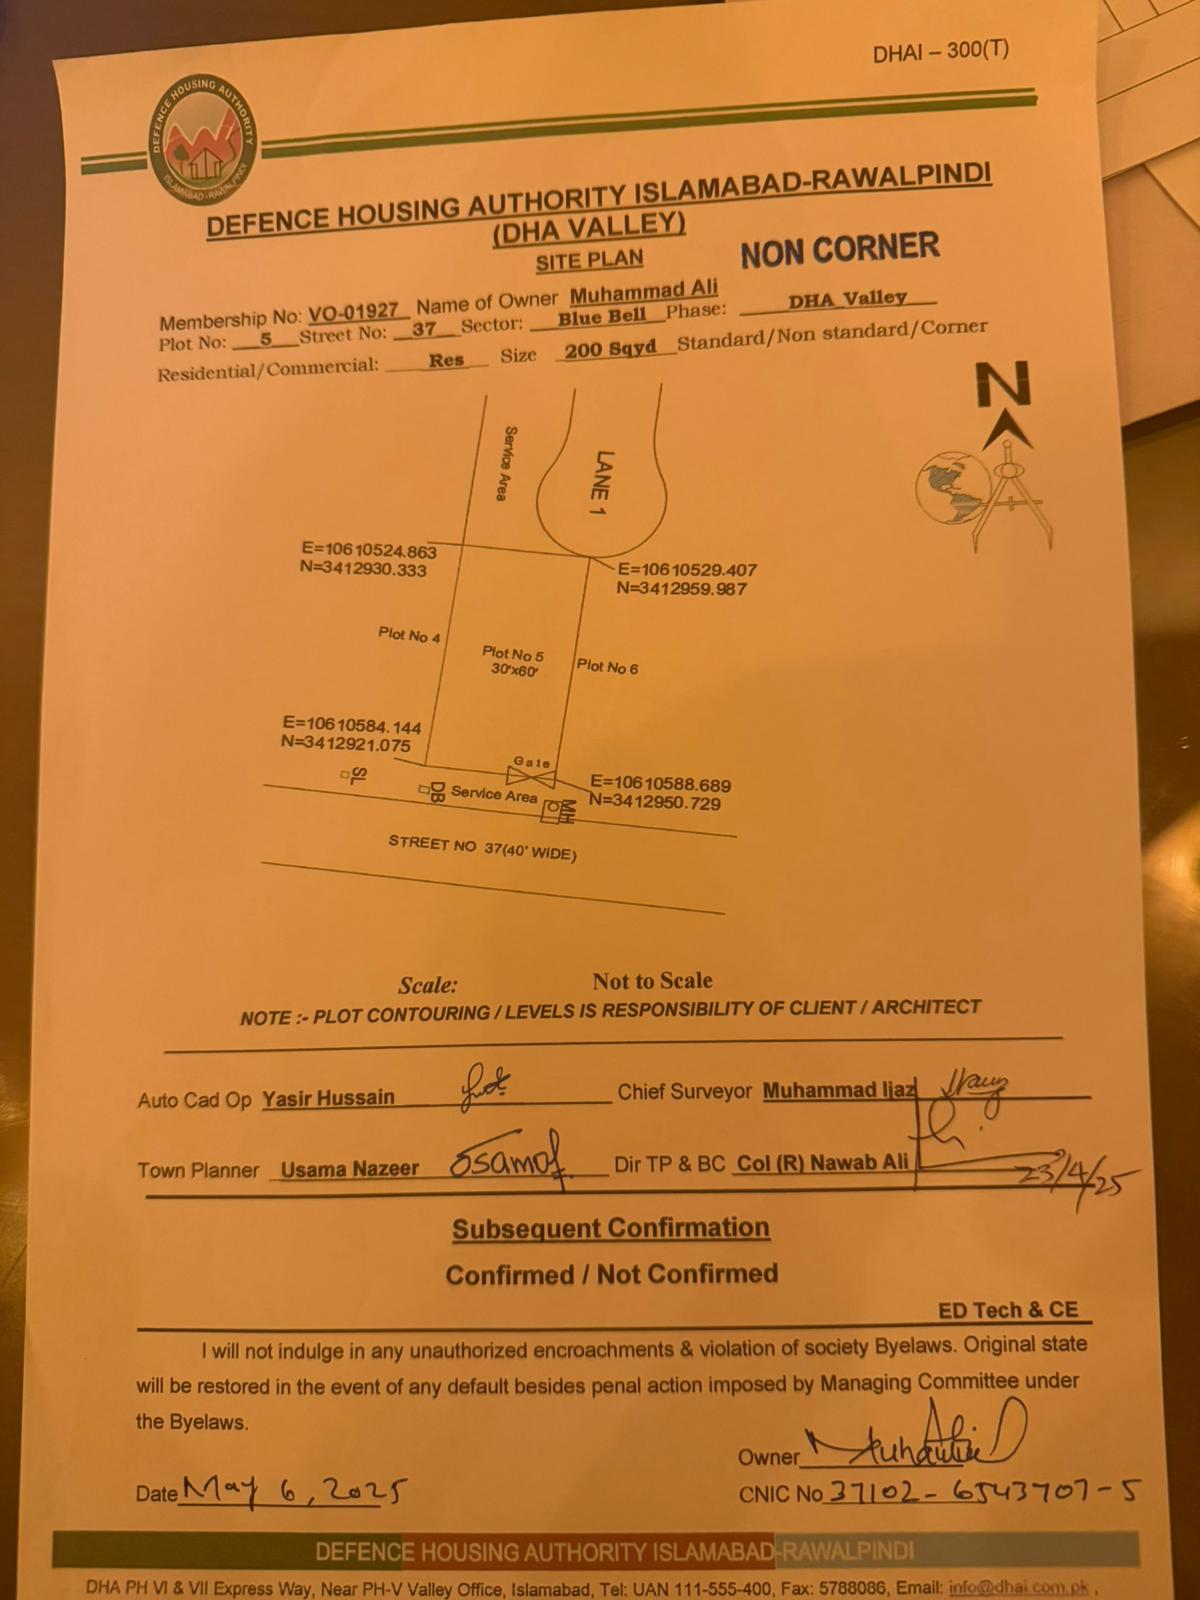 DHAI – 300(T)
DEFENCE HOUSING AUTHORITY
ISLAMABAD-RAWALPINDI
DEFENCE HOUSING AUTHORITY ISLAMABAD-RAWALPINDI
(DHA VALLEY)
SITE PLAN
NON CORNER
Membership No: VO-01927 Name of Owner Muhammad Ali
Plot No: 5 Street No: 37 Sector: Blue Bell Phase: DHA Valley
Residential/Commercial: Res Size 200 Sqyd Standard/Non standard/Corner
N
Service Area
LANE 1
E=10610524.863
N=3412930.333
E=10610529.407
N=3412959.987
Plot No 4
Plot No 5
30'x60'
Plot No 6
E=10610584.144
N=3412921.075
Gate
E=10610588.689
N=3412950.729
SL
DB
Service Area
MH
STREET NO 37(40' WIDE)
Scale: Not to Scale
NOTE :- PLOT CONTOURING / LEVELS IS RESPONSIBILITY OF CLIENT / ARCHITECT
Auto Cad Op Yasir Hussain Chief Surveyor Muhammad Ijaz
Town Planner Usama Nazeer Dir TP & BC Col (R) Nawab Ali 23/4/25
Subsequent Confirmation
Confirmed / Not Confirmed
ED Tech & CE
I will not indulge in any unauthorized encroachments & violation of society Byelaws. Original state
will be restored in the event of any default besides penal action imposed by Managing Committee under
the Byelaws.
Owner
Date May 6, 2025
CNIC No 37102-6543707-5
DEFENCE HOUSING AUTHORITY ISLAMABAD-RAWALPINDI
DHA PH VI & VII Express Way, Near PH-V Valley Office, Islamabad, Tel: UAN 111-555-400, Fax: 5788086, Email: info@dhai.com.pk ,